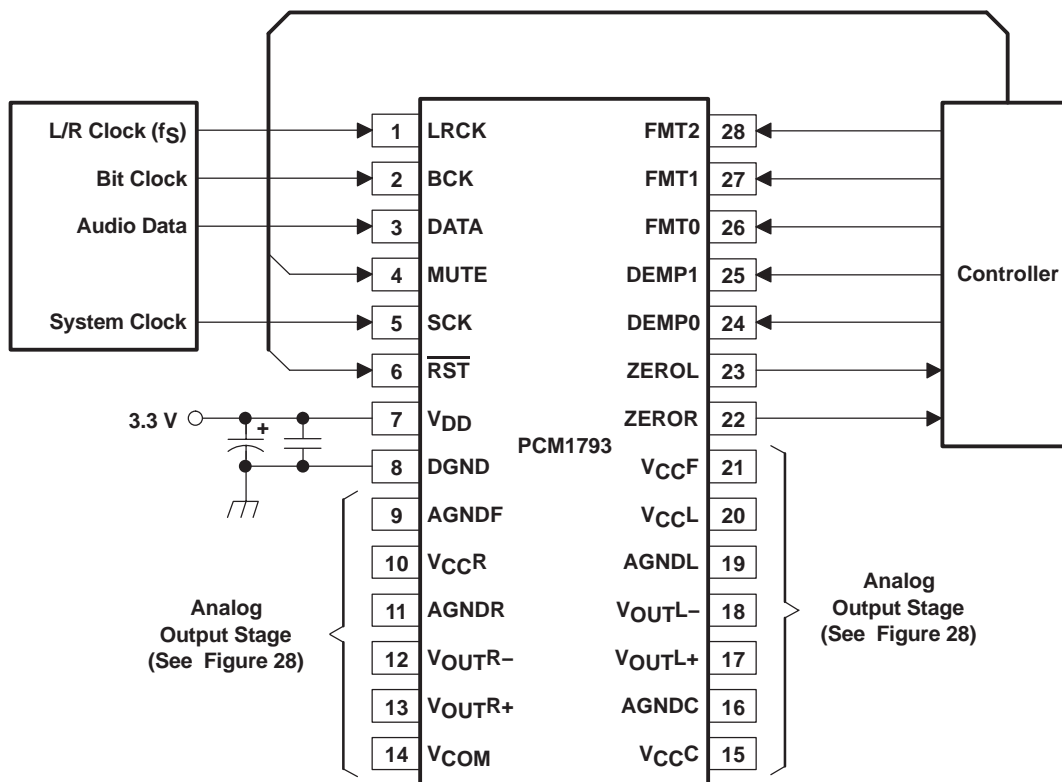 L/R Clock (fS)
Bit Clock
Audio Data
System Clock
3.3 V
+
1 LRCK
2 BCK
3 DATA
4 MUTE
5 SCK
6 RST
7 VDD
8 DGND
9 AGNDF
10 VCCR
11 AGNDR
12 VOUTR–
13 VOUTR+
14 VCOM
Analog
Output Stage
(See Figure 28)
PCM1793
FMT2 28
FMT1 27
FMT0 26
DEMP1 25
DEMP0 24
ZEROL 23
ZEROR 22
VCCF 21
VCCL 20
AGNDL 19
VOUTL– 18
VOUTL+ 17
AGNDC 16
VCCC 15
Controller
Analog
Output Stage
(See Figure 28)